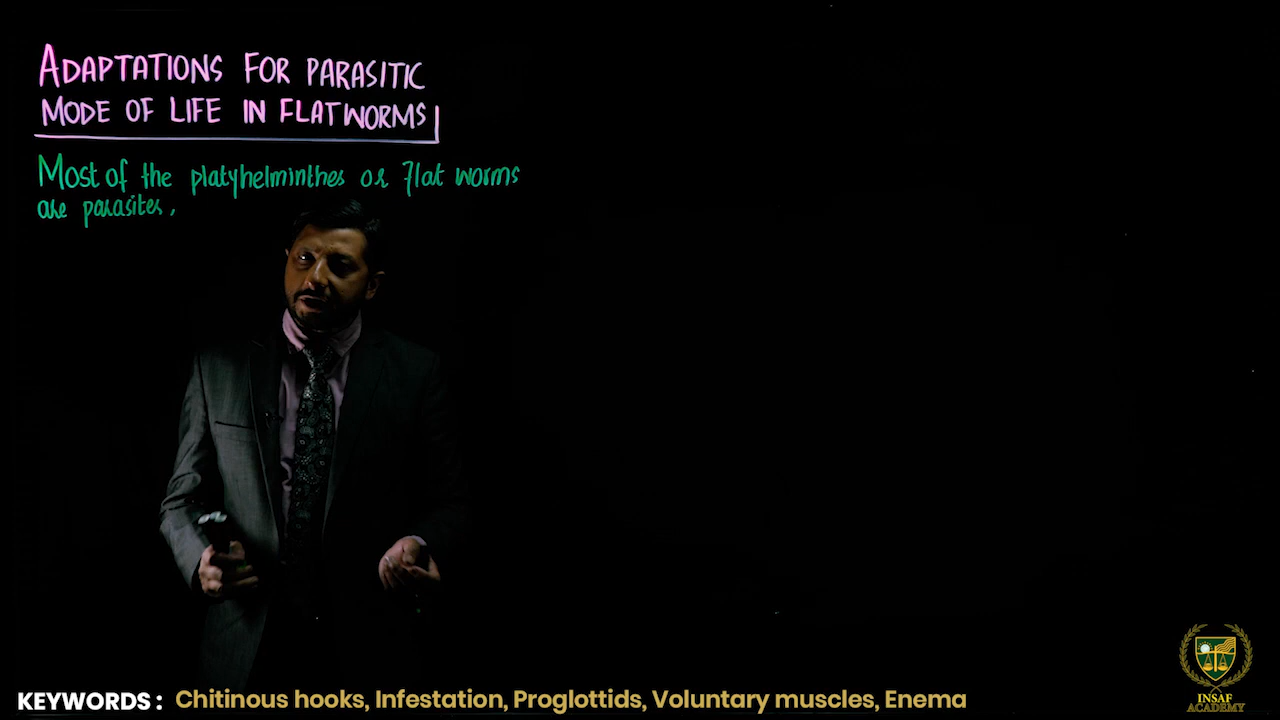 ADAPTATIONS FOR PARASITIC
MODE OF LIFE IN FLATWORMS
Most of the platyhelminthes or Flat worms
are parasites,
KEYWORDS : Chitinous hooks, Infestation, Proglottids, Voluntary muscles, Enema
INSAF
ACADEMY